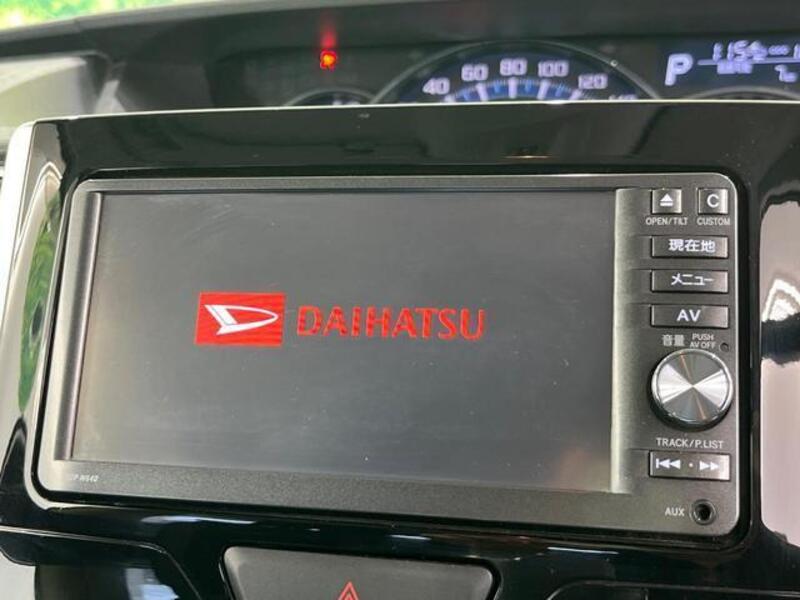 40 60 80 100 120 140
P
DAIHATSU
OPEN/TILT
C
CUSTOM
現在地
メニュー
AV
音量
PUSH
AV OFF
TRACK/P.LIST
AUX